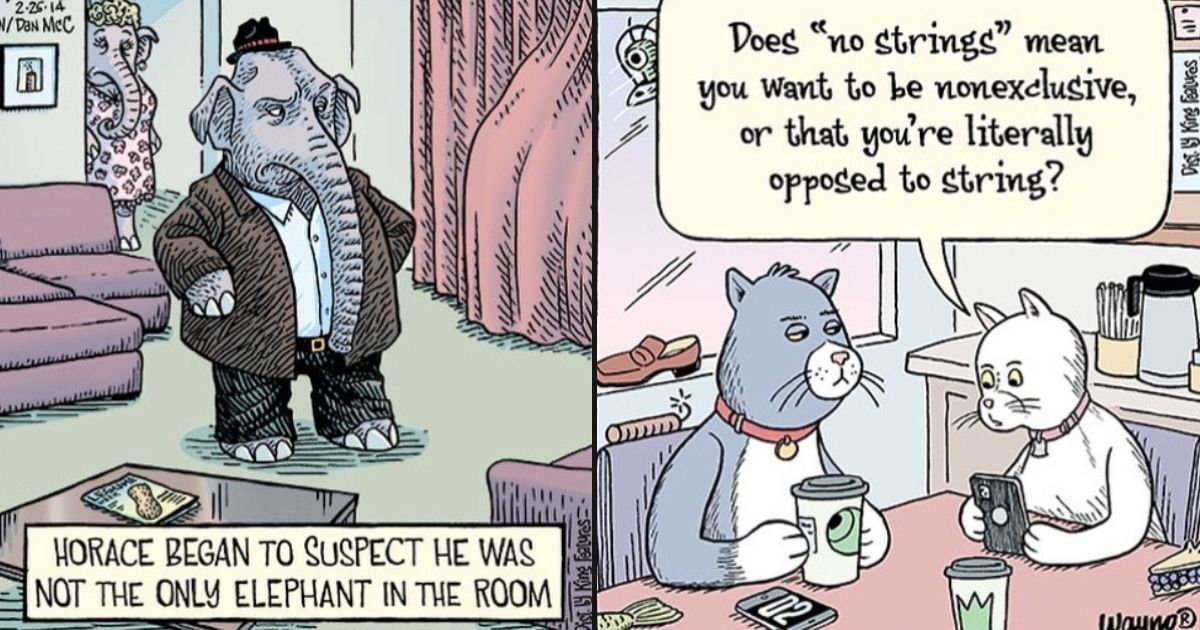 2-25-14
W/DAN McC
HORACE BEGAN TO SUSPECT HE WAS
NOT THE ONLY ELEPHANT IN THE ROOM
Dist. by King Features
Does "no strings" mean
you want to be nonexclusive,
or that you're literally
opposed to string?
Dist. by King Features
U2
Wayno®